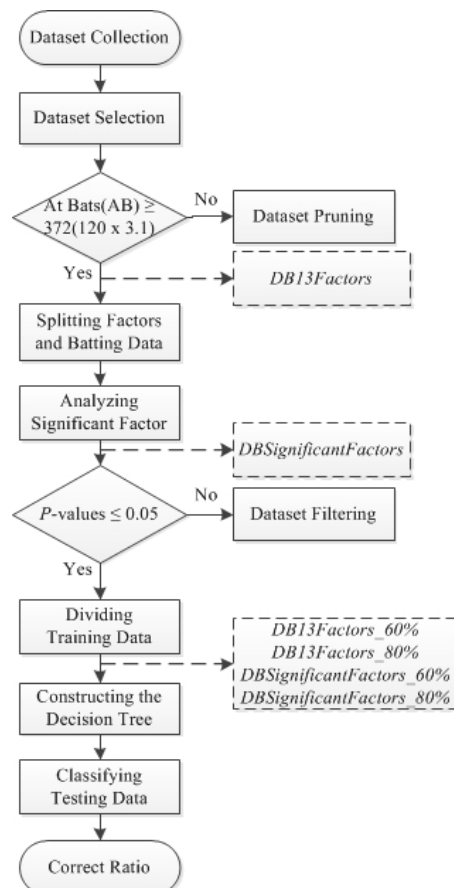 Dataset Collection
Dataset Selection
At Bats(AB) ≥
372(120 x 3.1)
No
Dataset Pruning
Yes
DB13Factors
Splitting Factors
and Batting Data
Analyzing
Significant Factor
DBSignificantFactors
P-values ≤ 0.05
No
Dataset Filtering
Yes
Dividing
Training Data
DB13Factors_60%
DB13Factors_80%
DBSignificantFactors_60%
DBSignificantFactors_80%
Constructing the
Decision Tree
Classifying
Testing Data
Correct Ratio